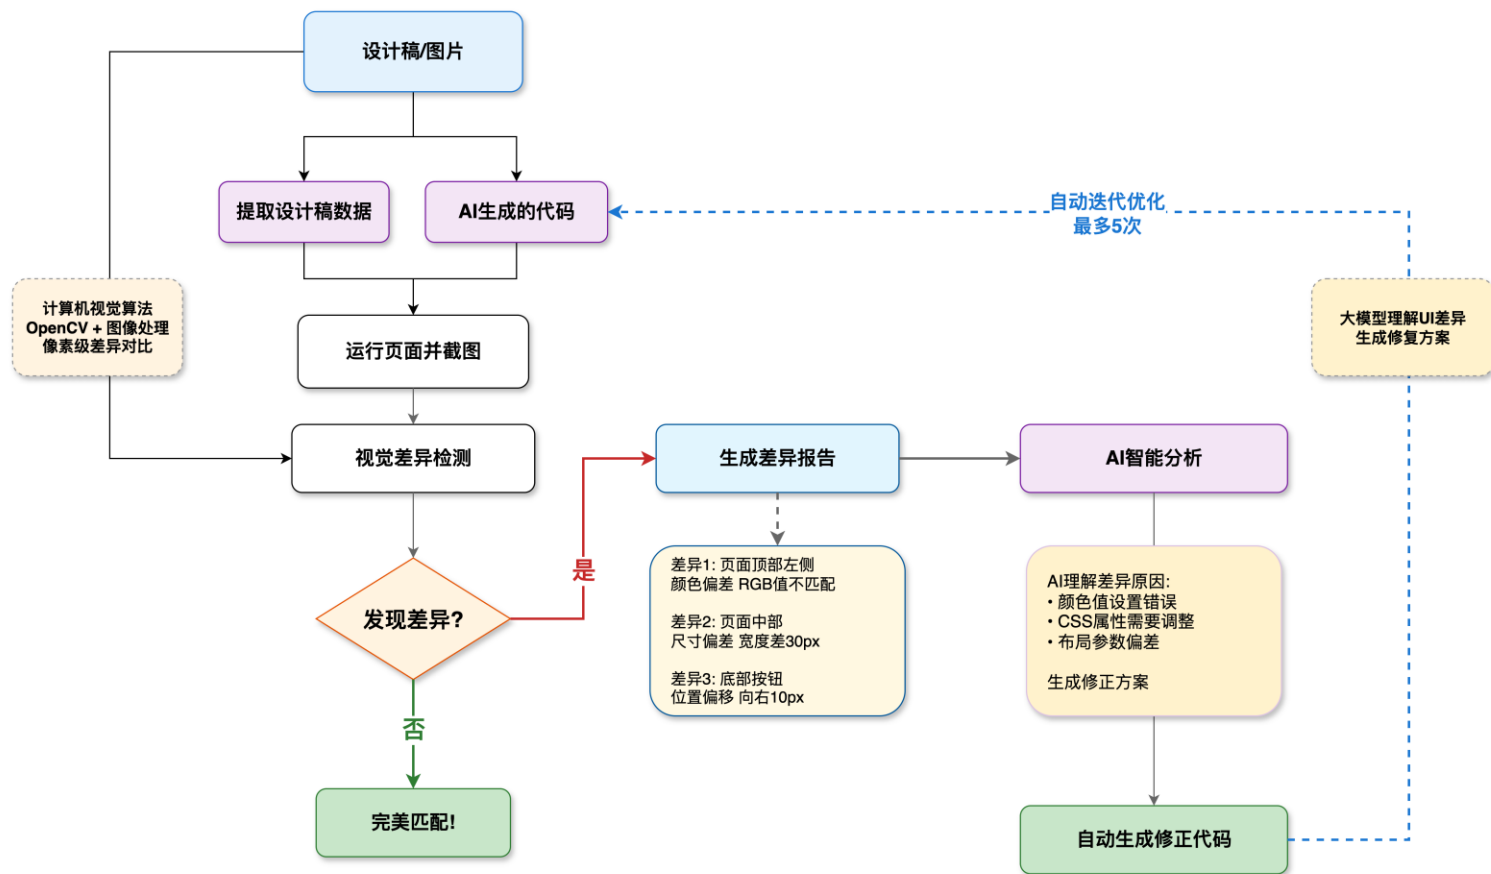 设计稿/图片
提取设计稿数据
AI生成的代码
自动迭代优化
最多5次
计算机视觉算法
OpenCV + 图像处理
像素级差异对比
大模型理解UI差异
生成修复方案
运行页面并截图
视觉差异检测
生成差异报告
AI智能分析
发现差异?
是
差异1: 页面顶部左侧
颜色偏差 RGB值不匹配
差异2: 页面中部
尺寸偏差 宽度差30px
差异3: 底部按钮
位置偏移 向右10px
AI理解差异原因:
• 颜色值设置错误
• CSS属性需要调整
• 布局参数偏差
生成修正方案
否
完美匹配!
自动生成修正代码